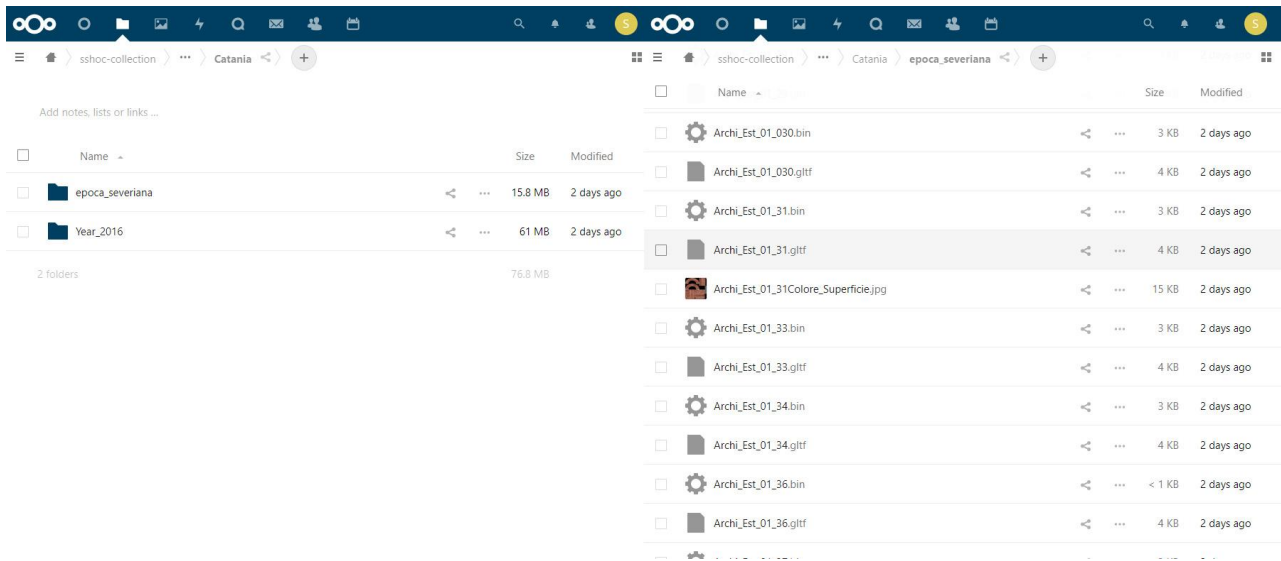 S
sshoc-collection ··· Catania +
Add notes, lists or links ...
Name Size Modified
epoca_severiana ··· 15.8 MB 2 days ago
Year_2016 ··· 61 MB 2 days ago
2 folders 76.8 MB
S
sshoc-collection ··· Catania epoca_severiana +
Name Size Modified
Archi_Est_01_030.bin ··· 3 KB 2 days ago
Archi_Est_01_030.gltf ··· 4 KB 2 days ago
Archi_Est_01_31.bin ··· 3 KB 2 days ago
Archi_Est_01_31.gltf ··· 4 KB 2 days ago
Archi_Est_01_31Colore_Superficie.jpg ··· 15 KB 2 days ago
Archi_Est_01_33.bin ··· 3 KB 2 days ago
Archi_Est_01_33.gltf ··· 4 KB 2 days ago
Archi_Est_01_34.bin ··· 3 KB 2 days ago
Archi_Est_01_34.gltf ··· 4 KB 2 days ago
Archi_Est_01_36.bin ··· < 1 KB 2 days ago
Archi_Est_01_36.gltf ··· 4 KB 2 days ago